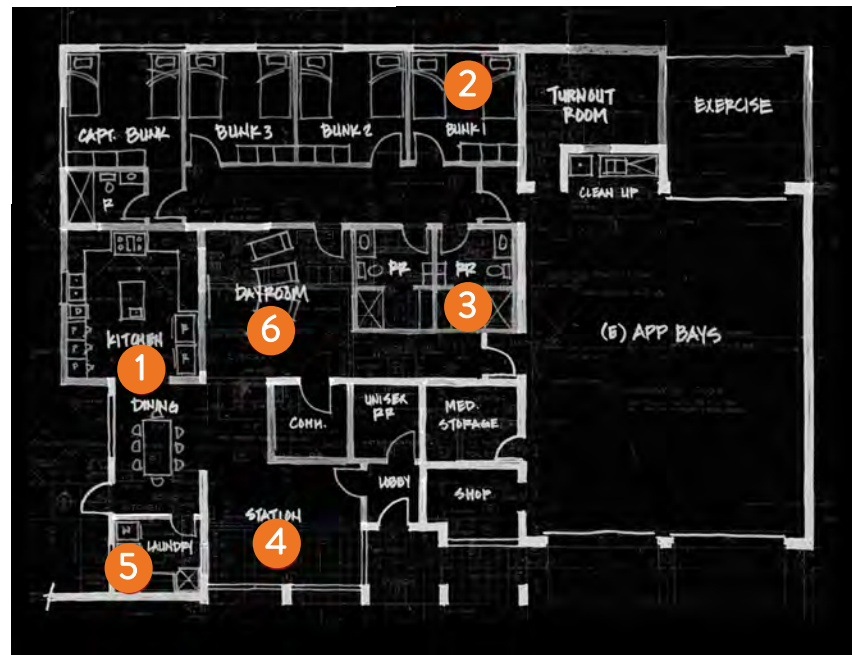 2
TURNOUT
ROOM
EXERCISE
CAPT. BUNK
BUNK 3
BUNK 2
BUNK 1
CLEAN UP
R
RR
RR
DAYROOM
3
6
(E) APP BAYS
KITCHEN
1
DINING
COMM.
UNISEX
RR
MED.
STORAGE
LOBBY
SHOP
STATION
4
LAUNDRY
5